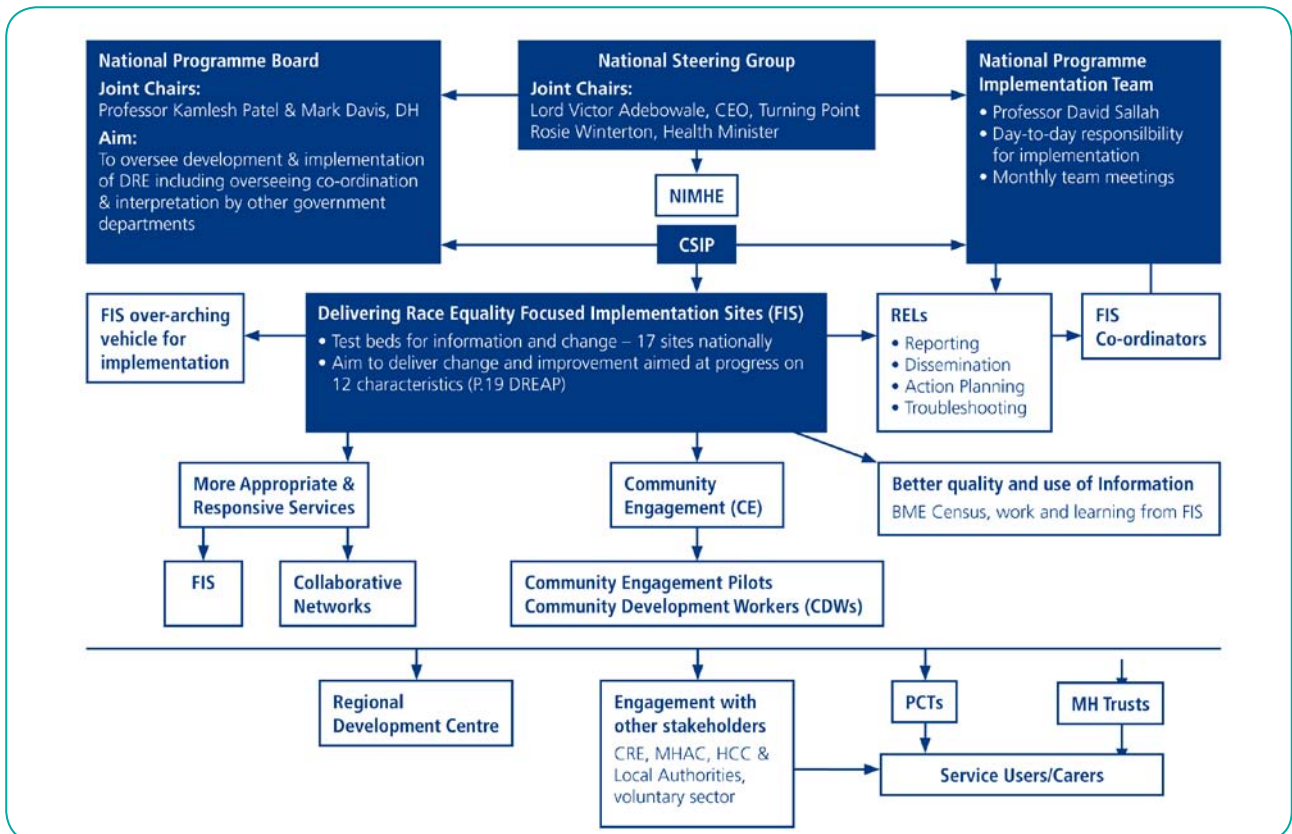 National Programme Board
Joint Chairs:
Professor Kamlesh Patel & Mark Davis, DH
Aim:
To oversee development & implementation
of DRE including overseeing co-ordination
& interpretation by other government
departments
National Steering Group
Joint Chairs:
Lord Victor Adebowale, CEO, Turning Point
Rosie Winterton, Health Minister
National Programme
Implementation Team
• Professor David Sallah
• Day-to-day responsilbility
for implementation
• Monthly team meetings
NIMHE
CSIP
FIS over-arching
vehicle for
implementation
Delivering Race Equality Focused Implementation Sites (FIS)
• Test beds for information and change – 17 sites nationally
• Aim to deliver change and improvement aimed at progress on
12 characteristics (P.19 DREAP)
RELs
• Reporting
• Dissemination
• Action Planning
• Troubleshooting
FIS
Co-ordinators
More Appropriate &
Responsive Services
Community
Engagement (CE)
Better quality and use of Information
BME Census, work and learning from FIS
FIS
Collaborative
Networks
Community Engagement Pilots
Community Development Workers (CDWs)
Regional
Development Centre
Engagement with
other stakeholders
CRE, MHAC, HCC &
Local Authorities,
voluntary sector
PCTs
MH Trusts
Service Users/Carers